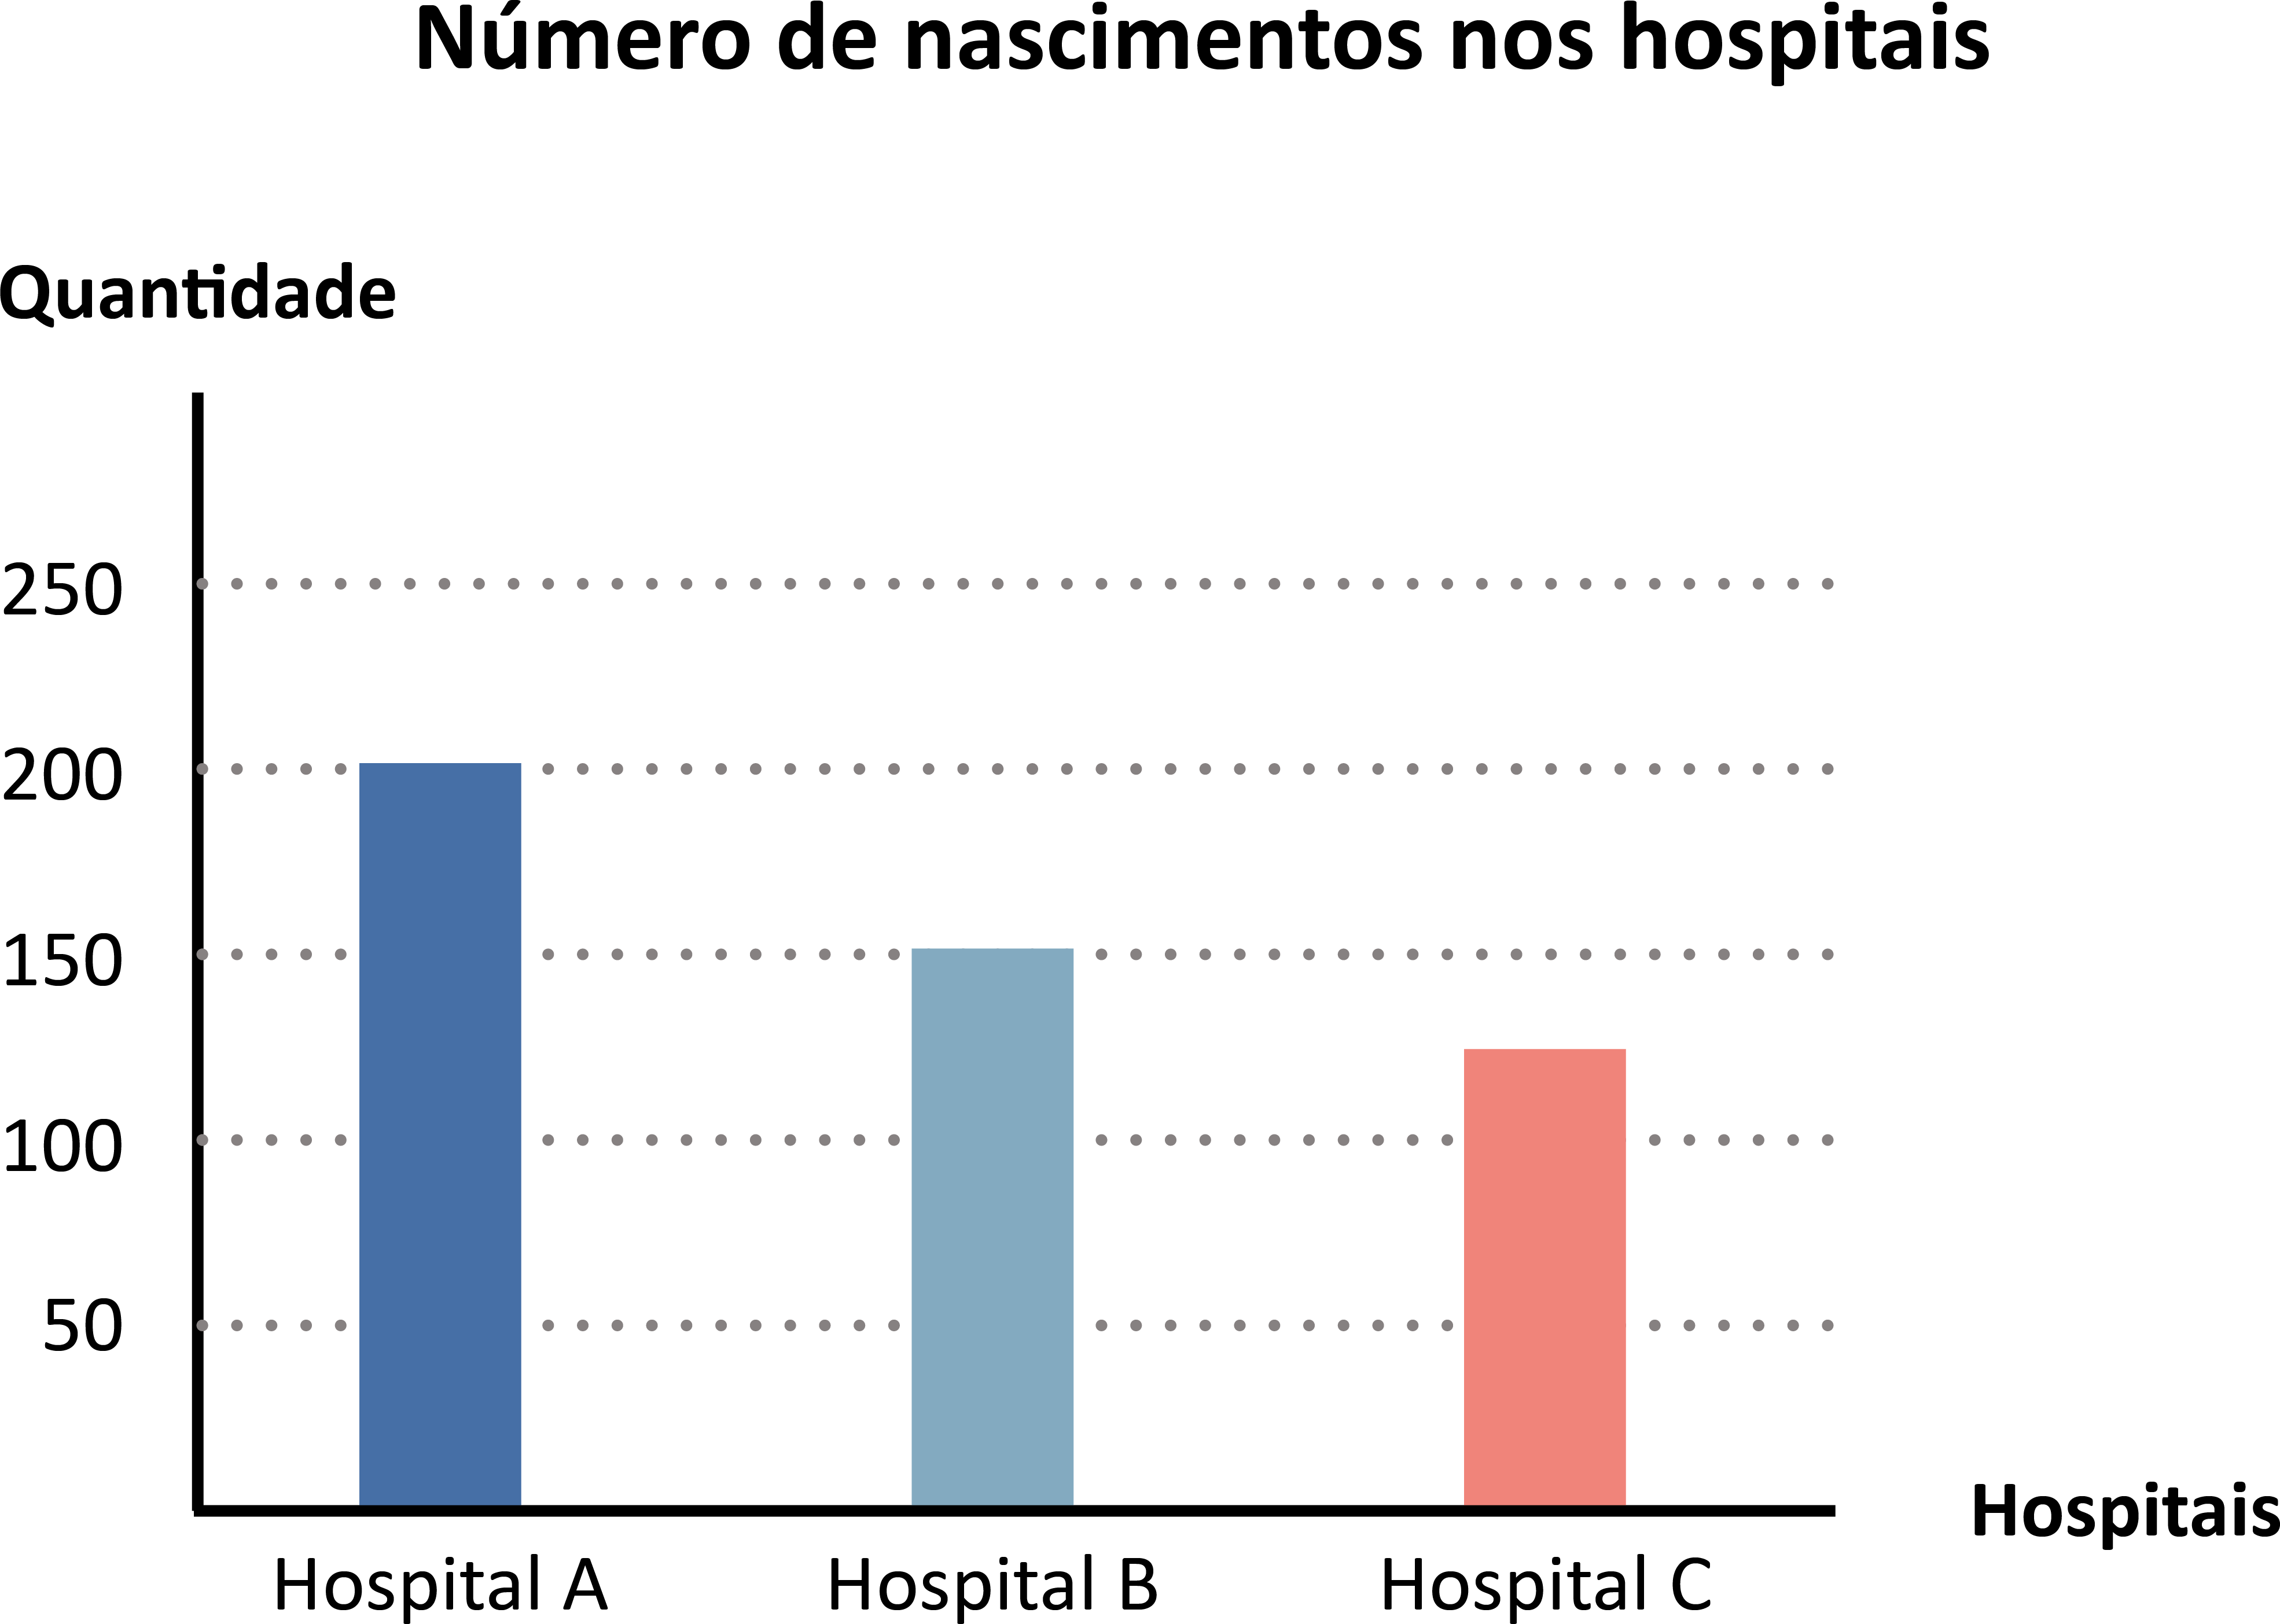 Número de nascimentos nos hospitais
Quantidade
250
200
150
100
50
Hospital A
Hospital B
Hospital C
Hospitais